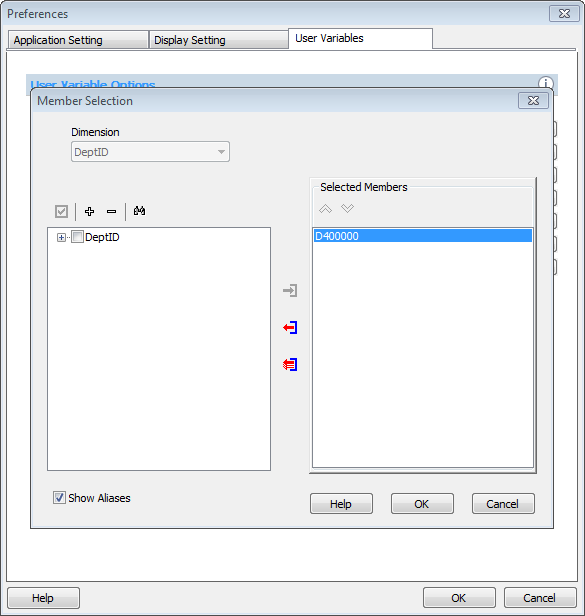 Preferences
Application Setting
Display Setting
User Variables
User Variable Options
Member Selection
Dimension
DeptID
Selected Members
DeptID
D400000
Show Aliases
Help
OK
Cancel
Help
OK
Cancel